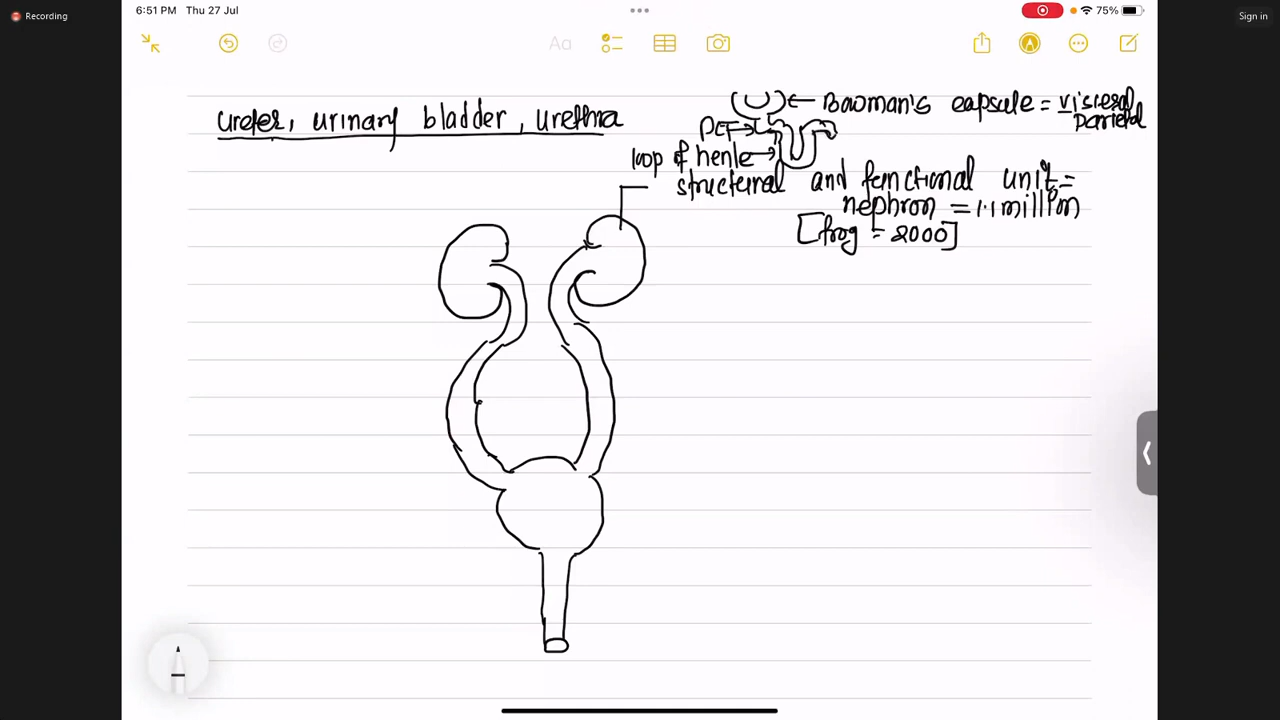 Recording
6:51 PM Thu 27 Jul
75%
Sign in
Aa
ureter, urinary bladder, urethra
Bowman's capsule = visceral
parietal
PCT
loop of henle
structural and functional unit =
nephron = 1.1 million
[frog = 2000]